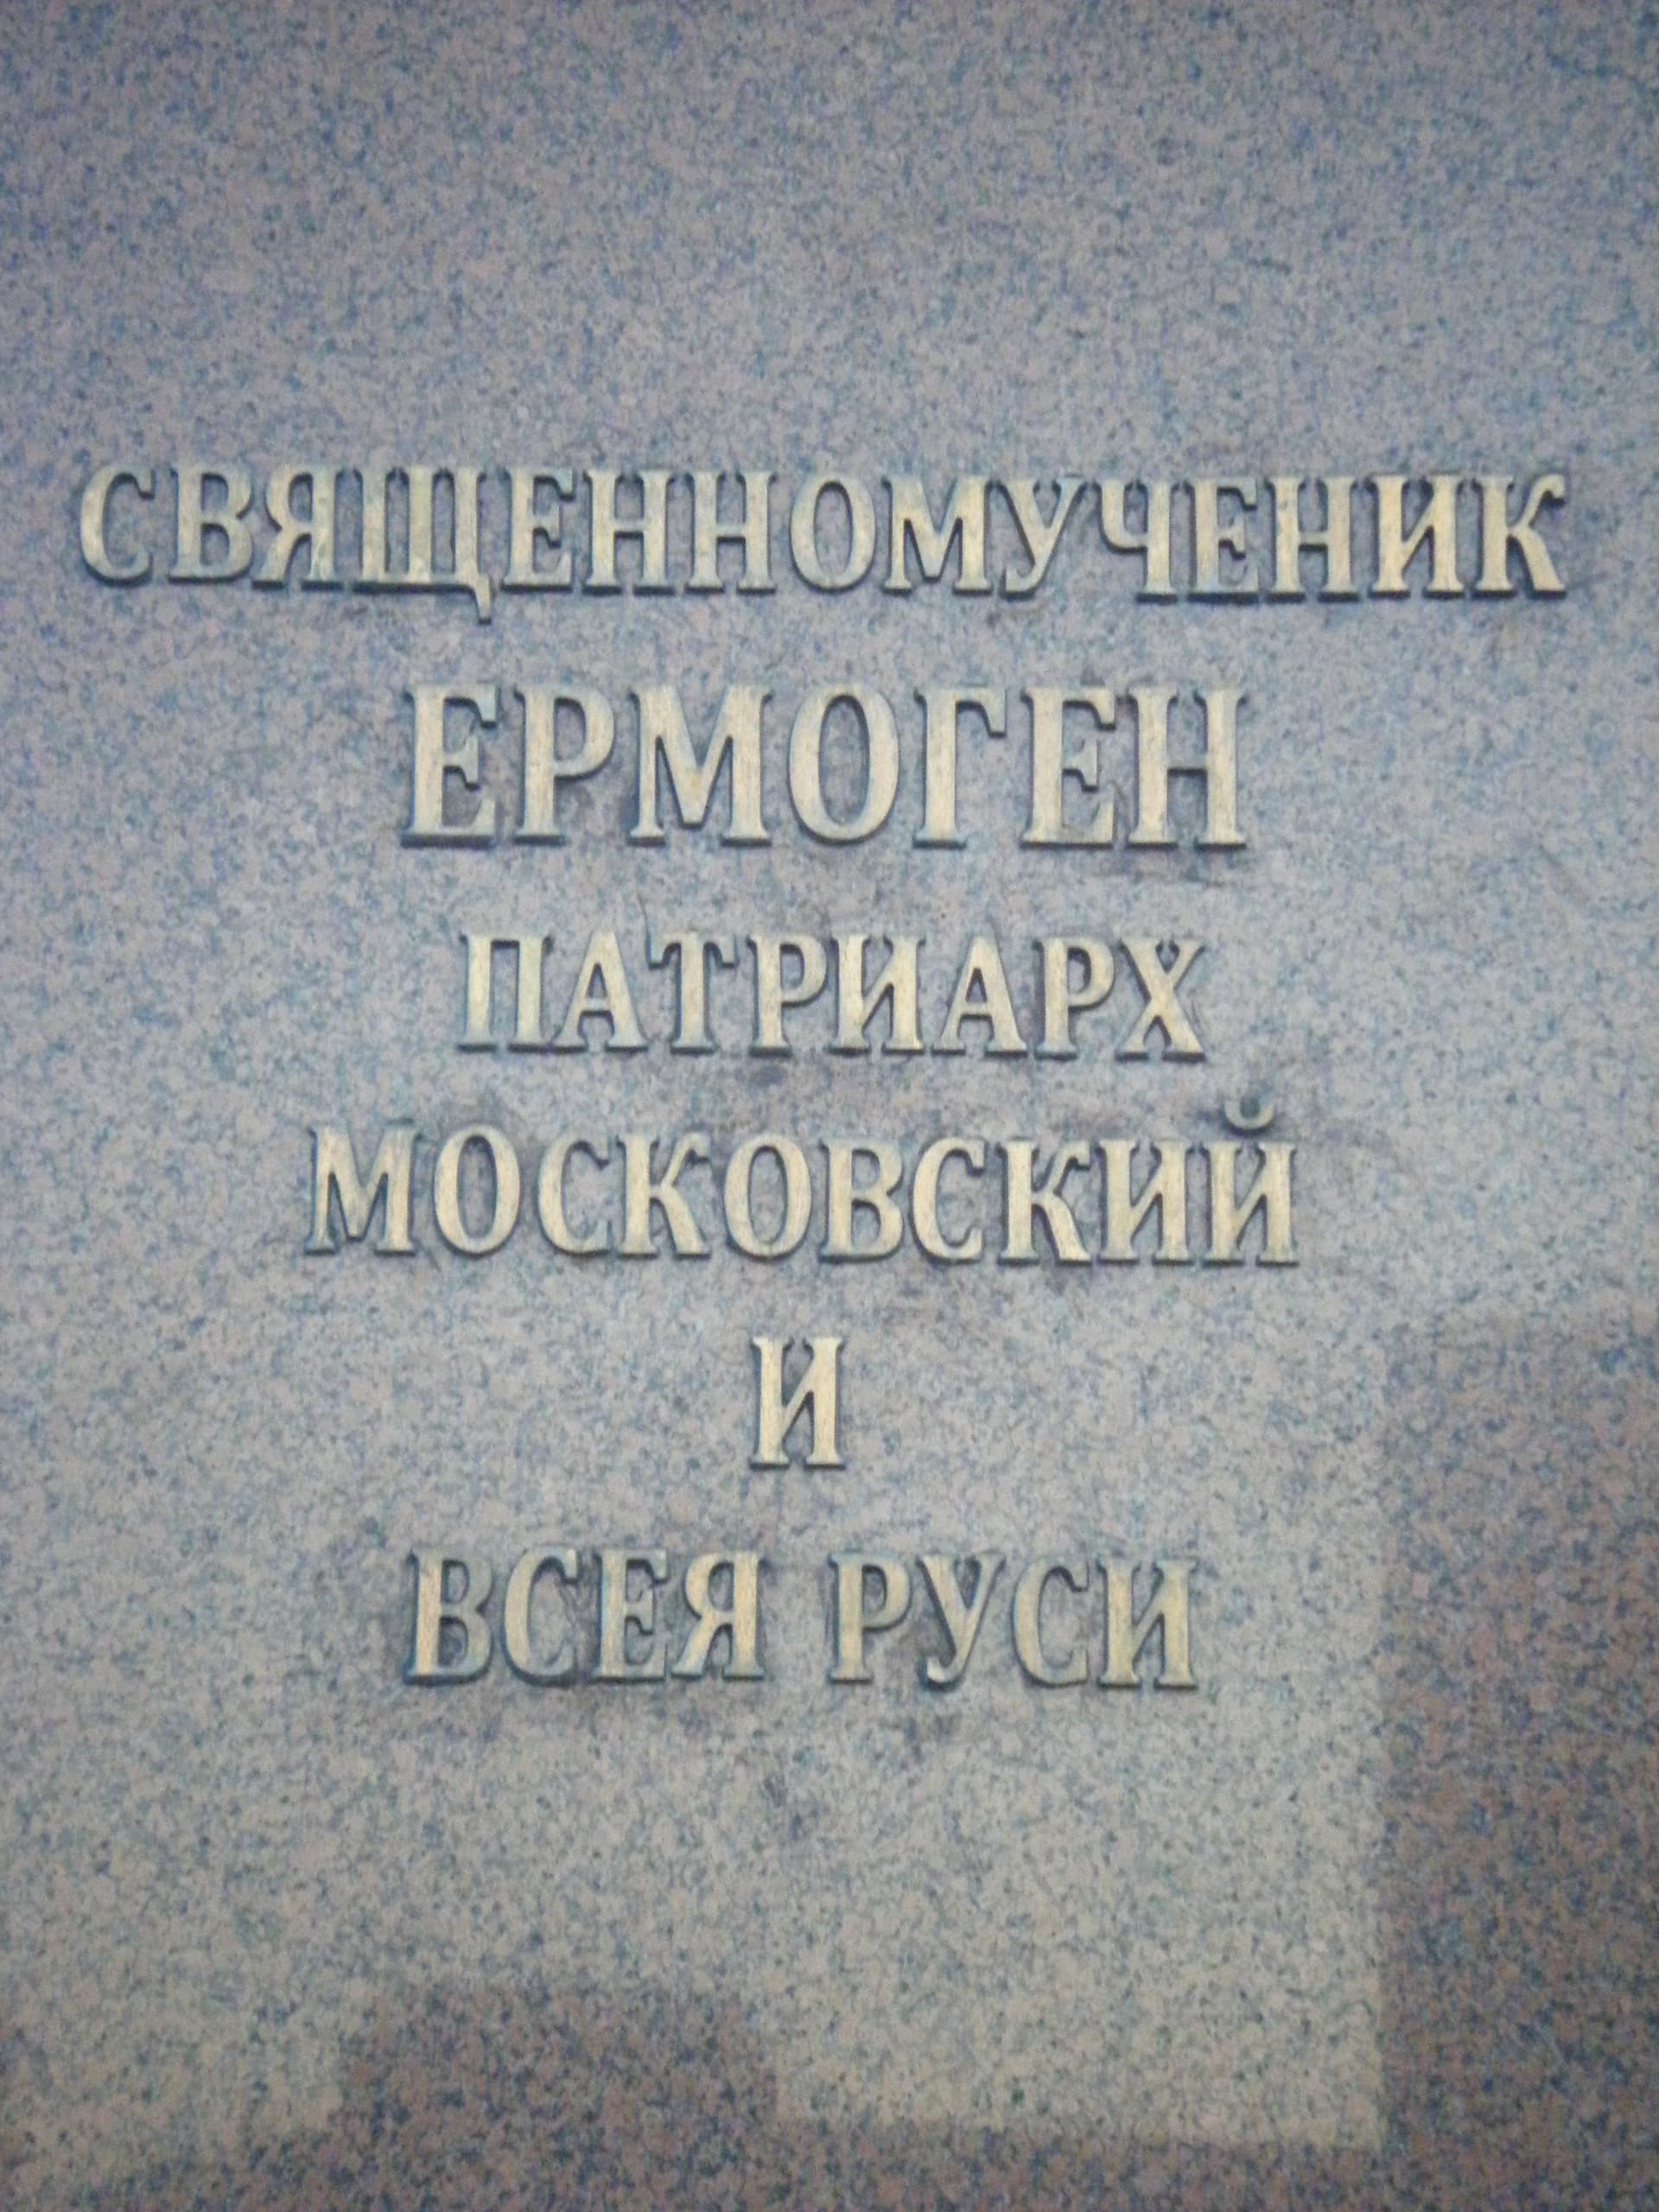 СВЯЩЕННОМУЧЕНИК
ЕРМОГЕН
ПАТРИАРХ
МОСКОВСКИЙ
И
ВСЕЯ РУСИ